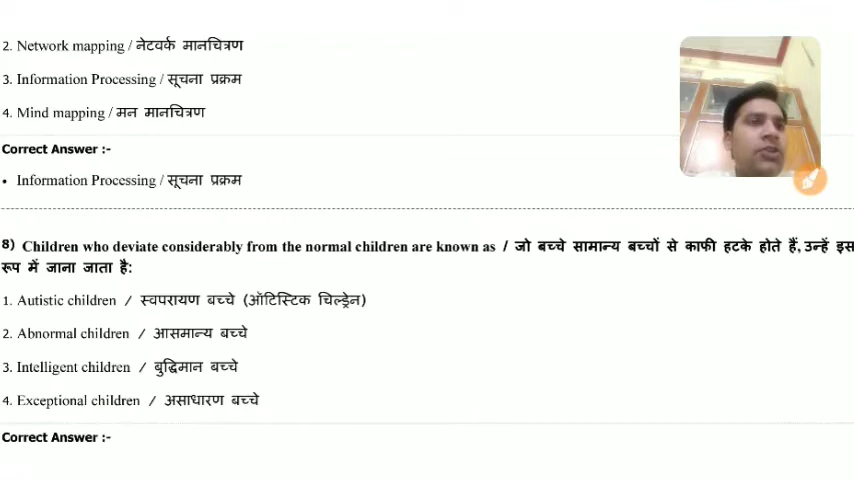 2. Network mapping / नेटवर्क मानचित्रण
3. Information Processing / सूचना प्रक्रम
4. Mind mapping / मन मानचित्रण
Correct Answer :-
• Information Processing / सूचना प्रक्रम
8) Children who deviate considerably from the normal children are known as / जो बच्चे सामान्य बच्चों से काफी हटके होते हैं, उन्हें इस
रूप में जाना जाता है:
1. Autistic children / स्वपरायण बच्चे (ऑटिस्टिक चिल्ड्रेन)
2. Abnormal children / आसमान्य बच्चे
3. Intelligent children / बुद्धिमान बच्चे
4. Exceptional children / असाधारण बच्चे
Correct Answer :-